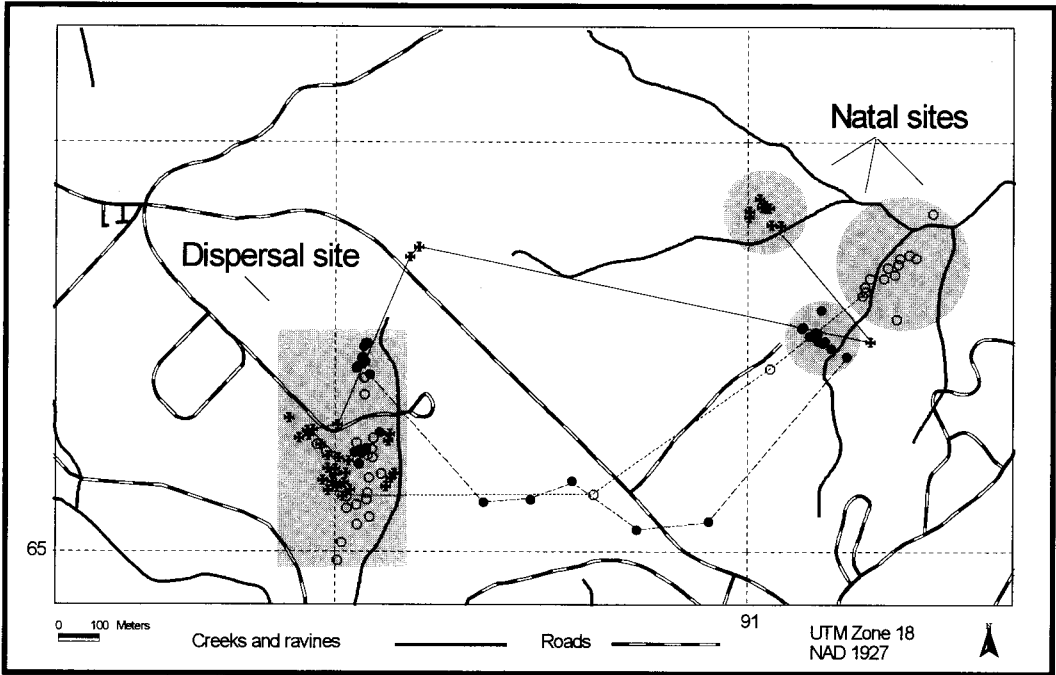 Natal sites
Dispersal site
65
91
0 100 Meters
Creeks and ravines
Roads
UTM Zone 18
NAD 1927
N